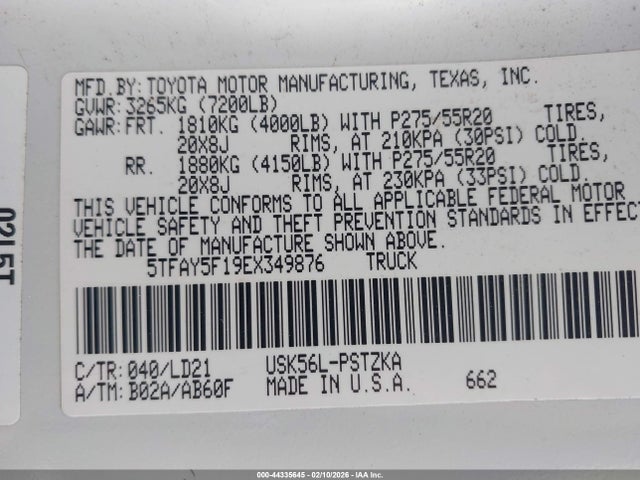 MFD.BY: TOYOTA MOTOR MANUFACTURING, TEXAS, INC.
GVWR: 3265KG (7200LB)
GAWR: FRT. 1810KG (4000LB) WITH P275/55R20 TIRES,
20X8J RIMS, AT 210KPA (30PSI) COLD.
RR. 1880KG (4150LB) WITH P275/55R20 TIRES,
20X8J RIMS, AT 230KPA (33PSI) COLD.
THIS VEHICLE CONFORMS TO ALL APPLICABLE FEDERAL MOTOR
VEHICLE SAFETY AND THEFT PREVENTION STANDARDS IN EFFECT
THE DATE OF MANUFACTURE SHOWN ABOVE.
5TFAY5F19EX349876 TRUCK
C/TR: 040/LD21 USK56L-PSTZKA
A/TM: B02A/AB60F MADE IN U.S.A. 662
0215T
000-44335645 - 02/10/2026 - IAAI.COM